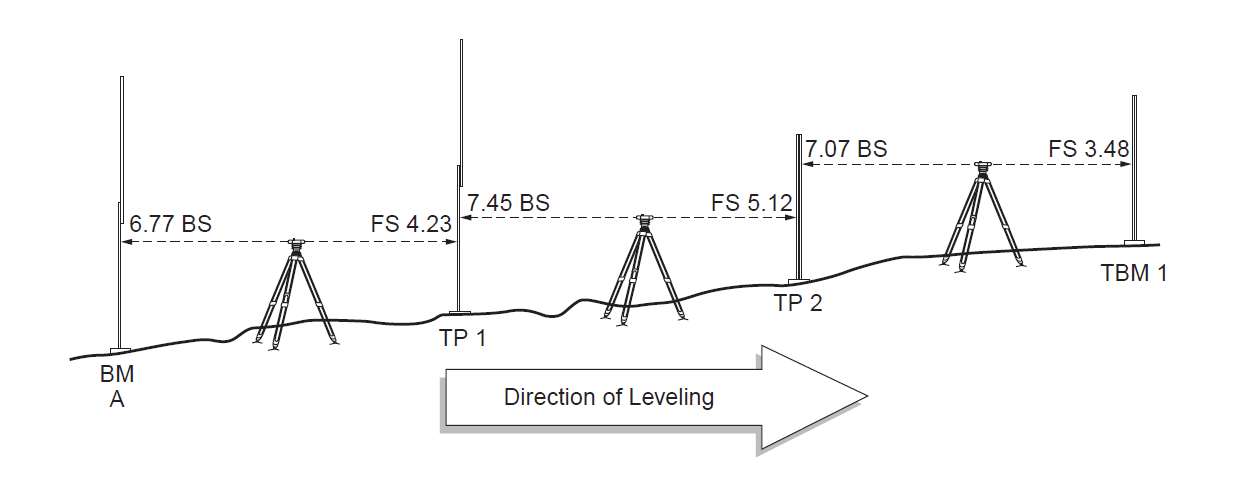 7.07 BS
FS 3.48
7.45 BS
FS 5.12
6.77 BS
FS 4.23
TBM 1
TP 2
TP 1
BM
A
Direction of Leveling